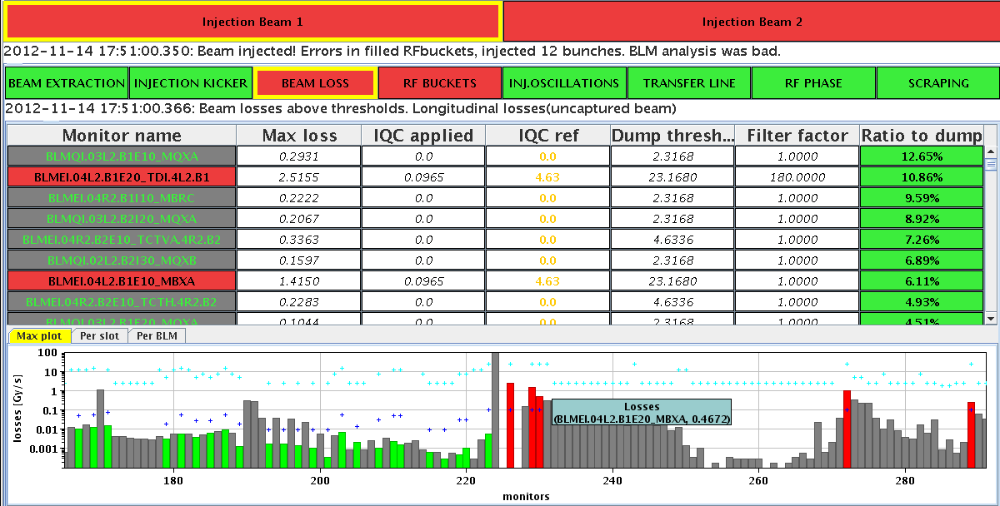 Injection Beam 1 Injection Beam 2
2012-11-14 17:51:00.350: Beam injected! Errors in filled RFbuckets, injected 12 bunches. BLM analysis was bad.
BEAM EXTRACTION INJECTION KICKER BEAM LOSS RF BUCKETS INJ.OSCILLATIONS TRANSFER LINE RF PHASE SCRAPING
2012-11-14 17:51:00.366: Beam losses above thresholds. Longitudinal losses(uncaptured beam)
Monitor name Max loss IQC applied IQC ref Dump thresh... Filter factor Ratio to dump
BLMQI.03L2.B1E10_MQXA 0.2931 0.0 0.0 2.3168 1.0000 12.65%
BLMEI.04L2.B1E20_TDI.4L2.B1 2.5155 0.0965 4.63 23.1680 180.0000 10.86%
BLMEI.04R2.B1I10_MBRC 0.2222 0.0 0.0 2.3168 1.0000 9.59%
BLMQI.03L2.B2I20_MQXA 0.2067 0.0 0.0 2.3168 1.0000 8.92%
BLMEI.04R2.B2E10_TCTVA.4R2.B2 0.3363 0.0 0.0 4.6336 1.0000 7.26%
BLMQI.02L2.B2I30_MQXB 0.1597 0.0 0.0 2.3168 1.0000 6.89%
BLMEI.04L2.B1E10_MBXA 1.4150 0.0965 4.63 23.1680 1.0000 6.11%
BLMEI.04R2.B2E10_TCTH.4R2.B2 0.2283 0.0 0.0 4.6336 1.0000 4.93%
BLMQI.03L2.B1E20_MQXA 0.1044 0.0 0.0 2.3168 1.0000 4.51%
Max plot Per slot Per BLM
100
10
1
0.1
0.01
0.001
losses [Gy/s]
Losses
(BLMEI.04L2.B1E20_MBXA, 0.4672)
180 200 220 240 260 280
monitors